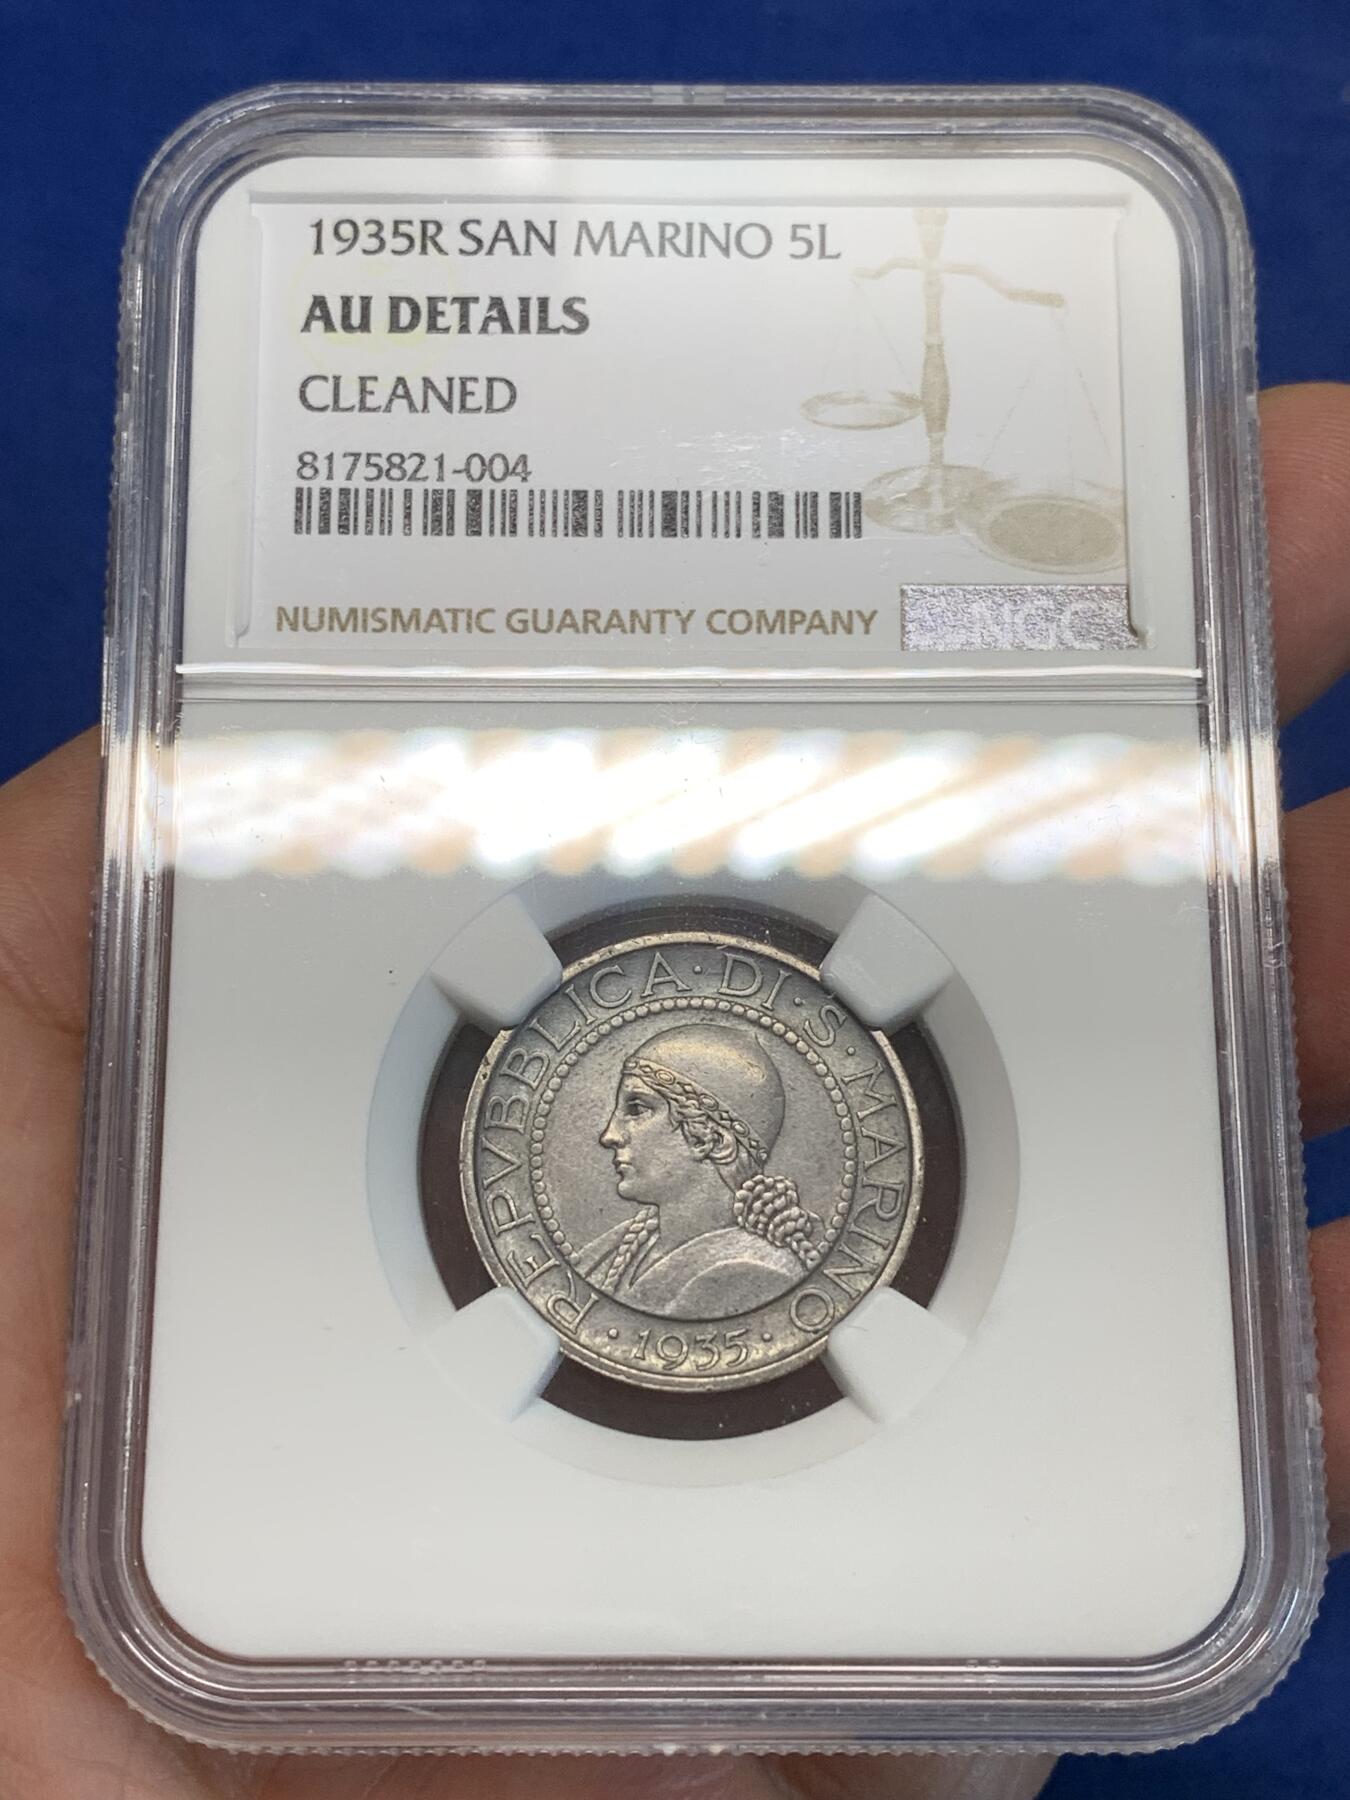 1935R SAN MARINO 5L
AU DETAILS
CLEANED
8175821-004
NUMISMATIC GUARANTY COMPANY
NGC
REPVBBLICA·DI·S·MARINO
·1935·